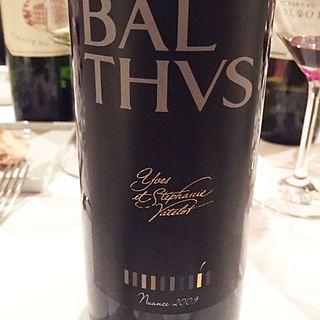 BAL
THVS
Yves
et Stéphanie
Vatelot
Nuance 2009